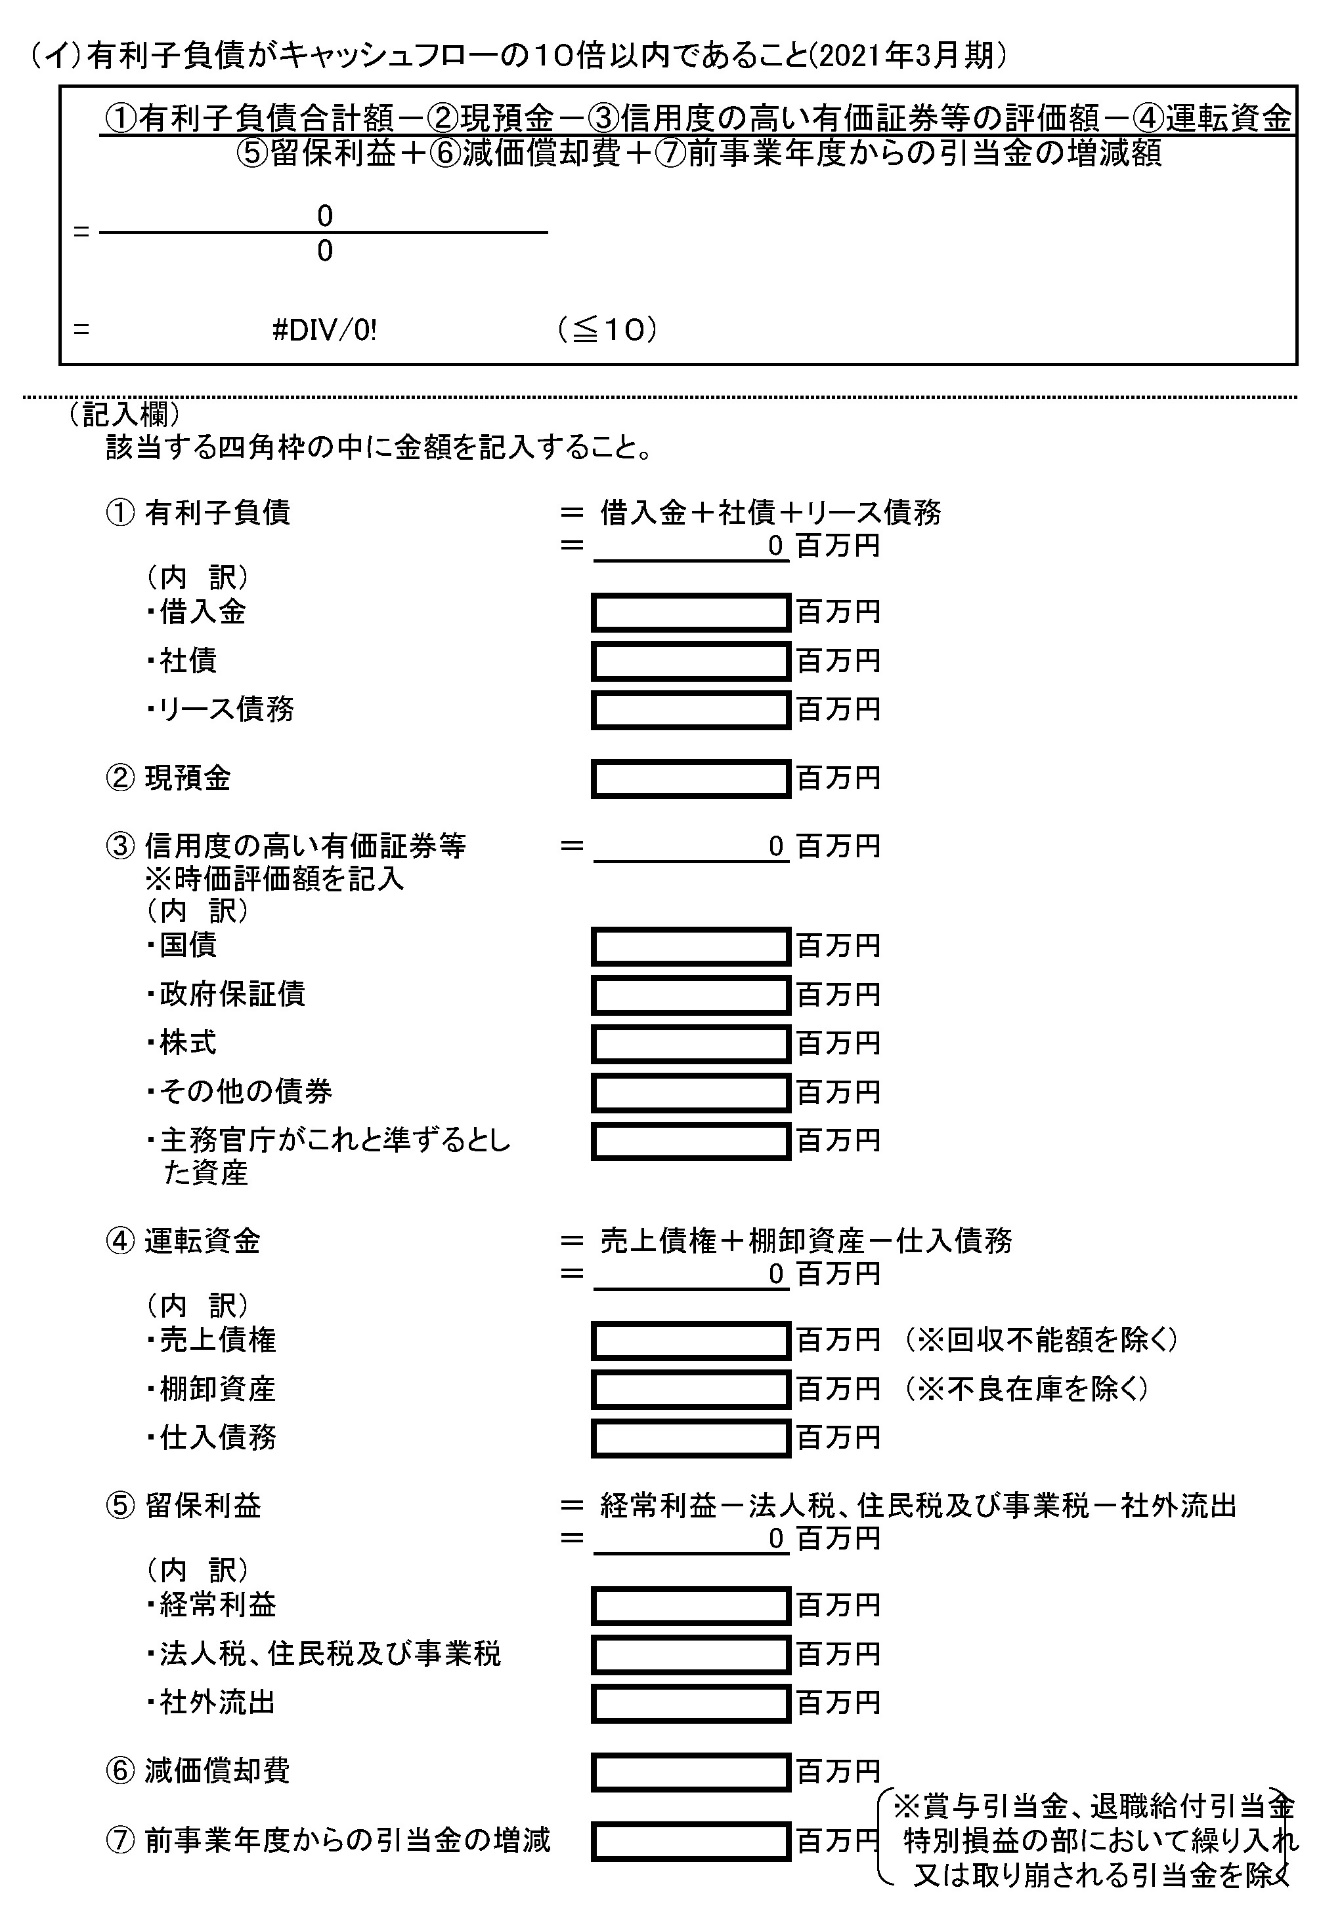 （イ）有利子負債がキャッシュフローの１０倍以内であること(2021年3月期）
①有利子負債合計額－②現預金－③信用度の高い有価証券等の評価額－④運転資金
⑤留保利益＋⑥減価償却費＋⑦前事業年度からの引当金の増減額
=
0
0
= #DIV/0! （≦１０）
（記入欄）
該当する四角枠の中に金額を記入すること。
① 有利子負債 ＝ 借入金＋社債＋リース債務
＝ 0 百万円
（内　訳）
・借入金 百万円
・社債 百万円
・リース債務 百万円
② 現預金 百万円
③ 信用度の高い有価証券等 ＝ 0 百万円
※時価評価額を記入
（内　訳）
・国債 百万円
・政府保証債 百万円
・株式 百万円
・その他の債券 百万円
・主務官庁がこれと準ずるとし 百万円
た資産
④ 運転資金 ＝ 売上債権＋棚卸資産－仕入債務
＝ 0 百万円
（内　訳）
・売上債権 百万円 （※回収不能額を除く）
・棚卸資産 百万円 （※不良在庫を除く）
・仕入債務 百万円
⑤ 留保利益 ＝ 経常利益－法人税、住民税及び事業税－社外流出
＝ 0 百万円
（内　訳）
・経常利益 百万円
・法人税、住民税及び事業税 百万円
・社外流出 百万円
⑥ 減価償却費 百万円
※賞与引当金、退職給付引当金
⑦ 前事業年度からの引当金の増減 百万円 特別損益の部において繰り入れ
又は取り崩される引当金を除く